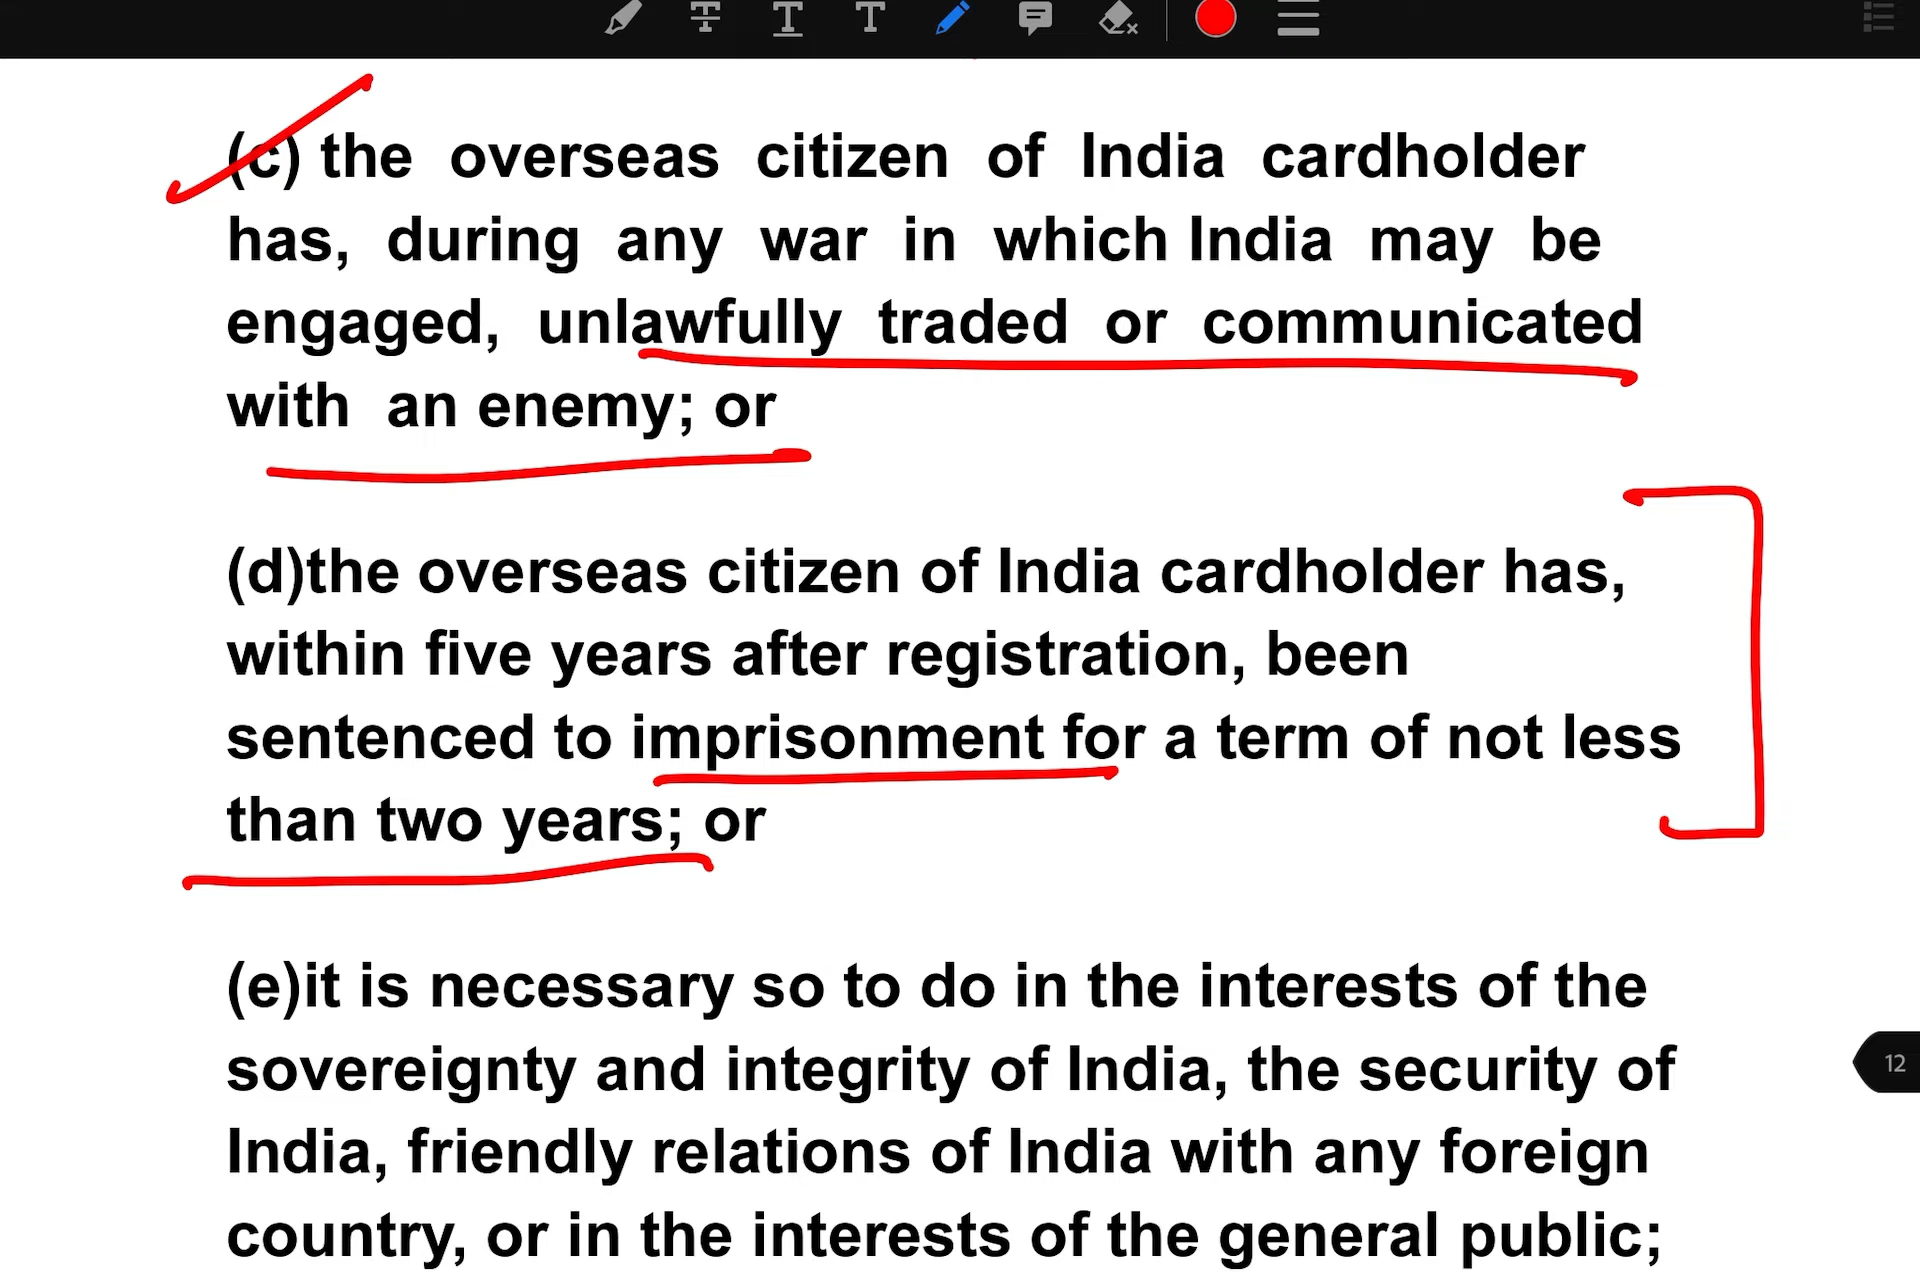 (c) the overseas citizen of India cardholder
has, during any war in which India may be
engaged, unlawfully traded or communicated
with an enemy; or
(d)the overseas citizen of India cardholder has,
within five years after registration, been
sentenced to imprisonment for a term of not less
than two years; or
(e)it is necessary so to do in the interests of the
sovereignty and integrity of India, the security of
12
India, friendly relations of India with any foreign
country, or in the interests of the general public;